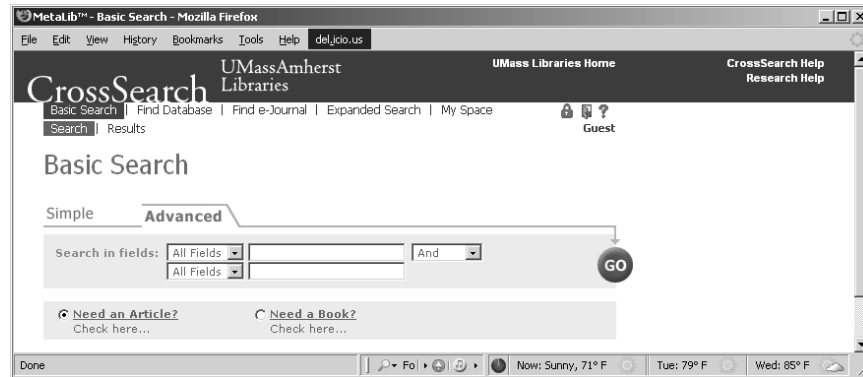 MetaLib™ - Basic Search - Mozilla Firefox
File Edit View History Bookmarks Tools Help del.icio.us
CrossSearch UMassAmherst Libraries
UMass Libraries Home
CrossSearch Help
Research Help
Basic Search | Find Database | Find e-Journal | Expanded Search | My Space
Guest
Search | Results
Basic Search
Simple Advanced
Search in fields: All Fields And
All Fields
GO
Need an Article? Need a Book?
Check here... Check here...
Done Fo Now: Sunny, 71° F Tue: 79° F Wed: 85° F